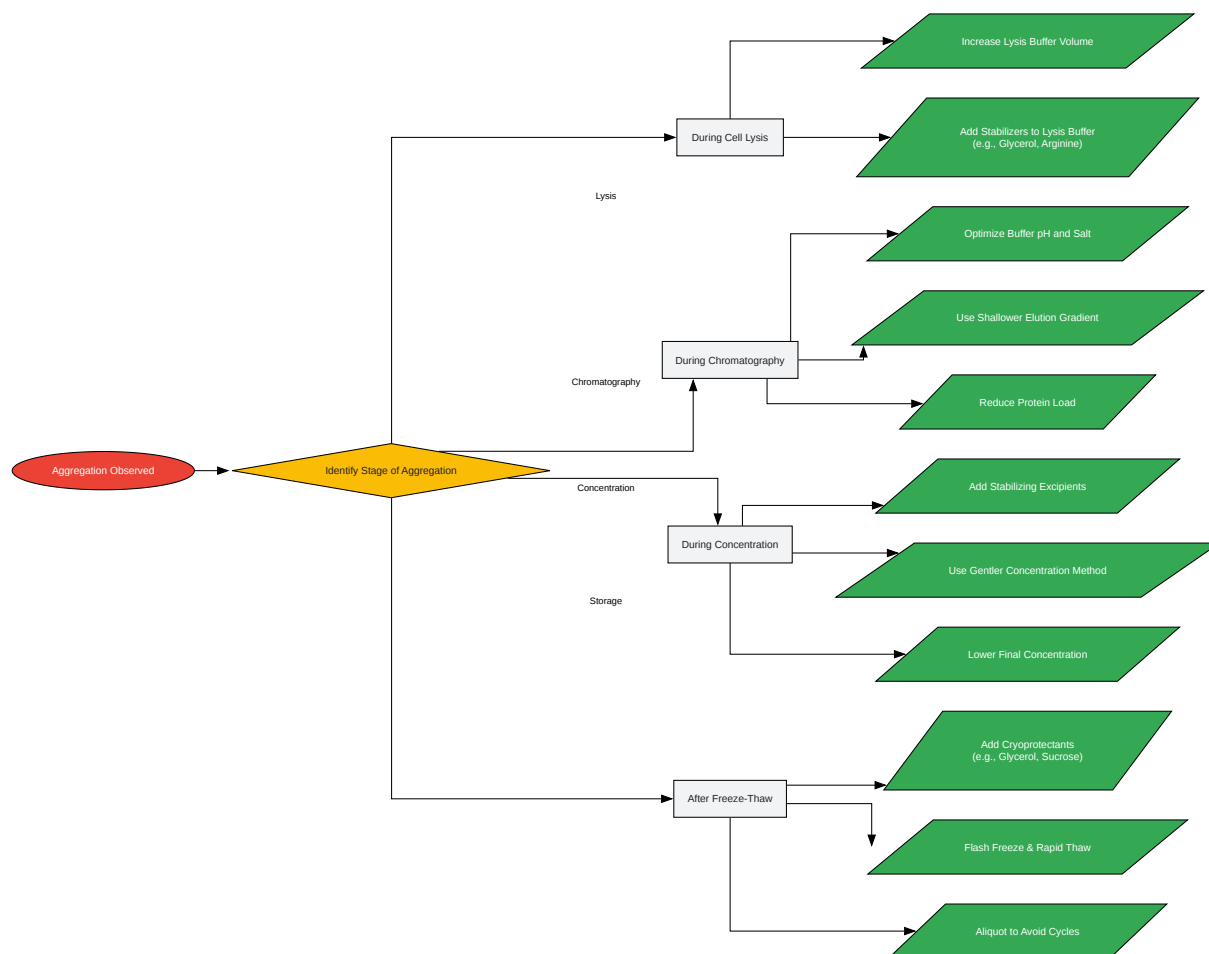 Increase Lysis Buffer Volume
During Cell Lysis
Add Stabilizers to Lysis Buffer
(e.g., Glycerol, Arginine)
Lysis
Optimize Buffer pH and Salt
Use Shallower Elution Gradient
During Chromatography
Chromatography
Reduce Protein Load
Aggregation Observed
Identify Stage of Aggregation
Concentration
Add Stabilizing Excipients
During Concentration
Use Gentler Concentration Method
Storage
Lower Final Concentration
Add Cryoprotectants
(e.g., Glycerol, Sucrose)
After Freeze-Thaw
Flash Freeze & Rapid Thaw
Aliquot to Avoid Cycles